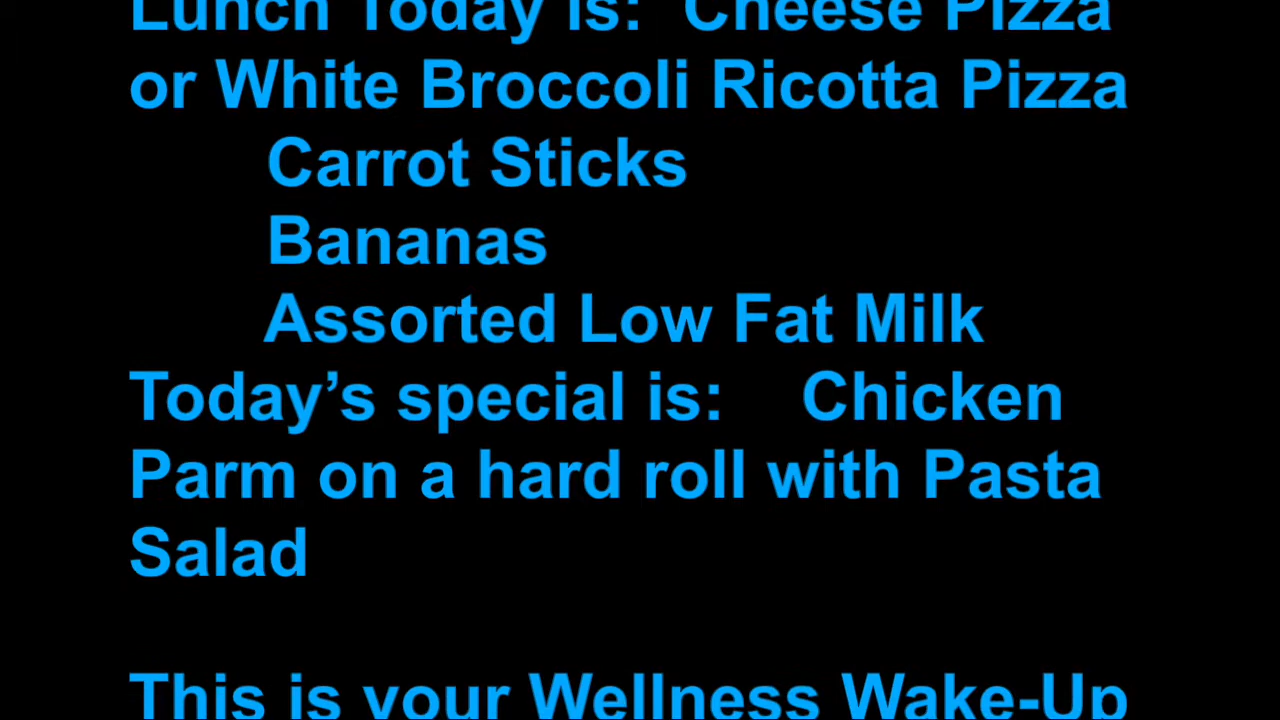 Lunch Today is: Cheese Pizza
or White Broccoli Ricotta Pizza
Carrot Sticks
Bananas
Assorted Low Fat Milk
Today’s special is: Chicken
Parm on a hard roll with Pasta
Salad
This is your Wellness Wake-Up